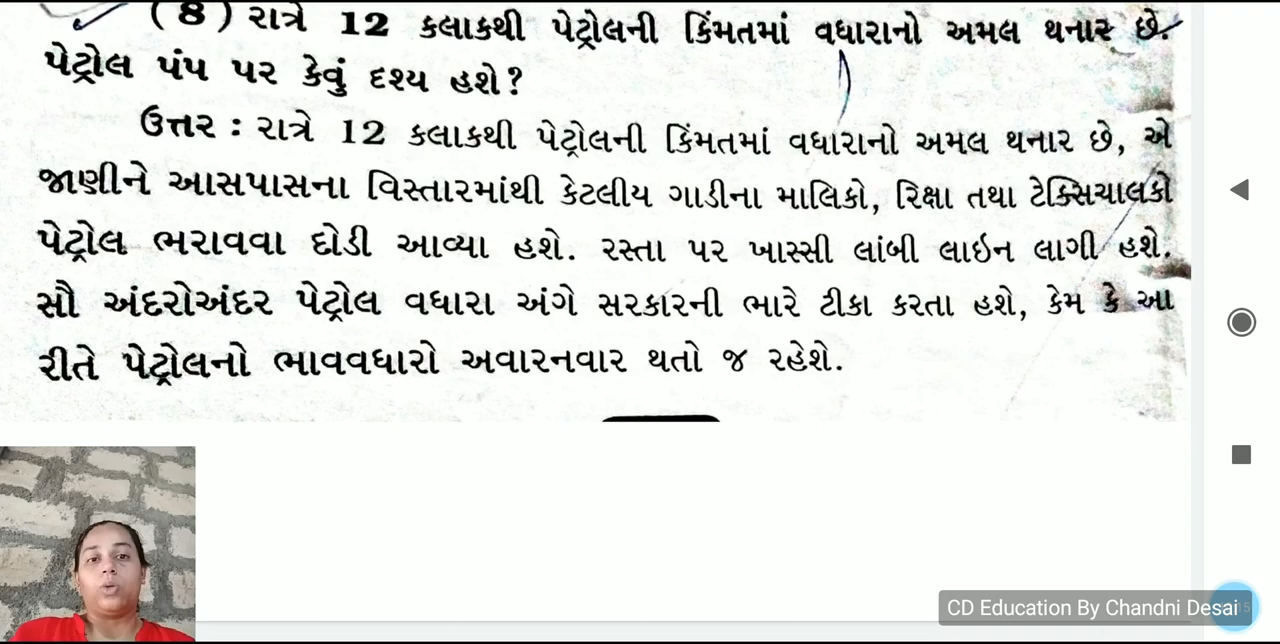 (8) રાત્રે 12 કલાકથી પેટ્રોલની કિંમતમાં વધારાનો અમલ થનાર છે.
પેટ્રોલ પંપ પર કેવું દશ્ય હશે?
ઉત્તર : રાત્રે 12 કલાકથી પેટ્રોલની કિંમતમાં વધારાનો અમલ થનાર છે, એ
જાણીને આસપાસના વિસ્તારમાંથી કેટલીય ગાડીના માલિકો, રિક્ષા તથા ટેક્સિચાલકો
પેટ્રોલ ભરાવવા દોડી આવ્યા હશે. રસ્તા પર ખાસ્સી લાંબી લાઇન લાગી હશે.
સૌ અંદરોઅંદર પેટ્રોલ વધારા અંગે સરકારની ભારે ટીકા કરતા હશે, કેમ કે આ
રીતે પેટ્રોલનો ભાવવધારો અવારનવાર થતો જ રહેશે.
CD Education By Chandni Desai